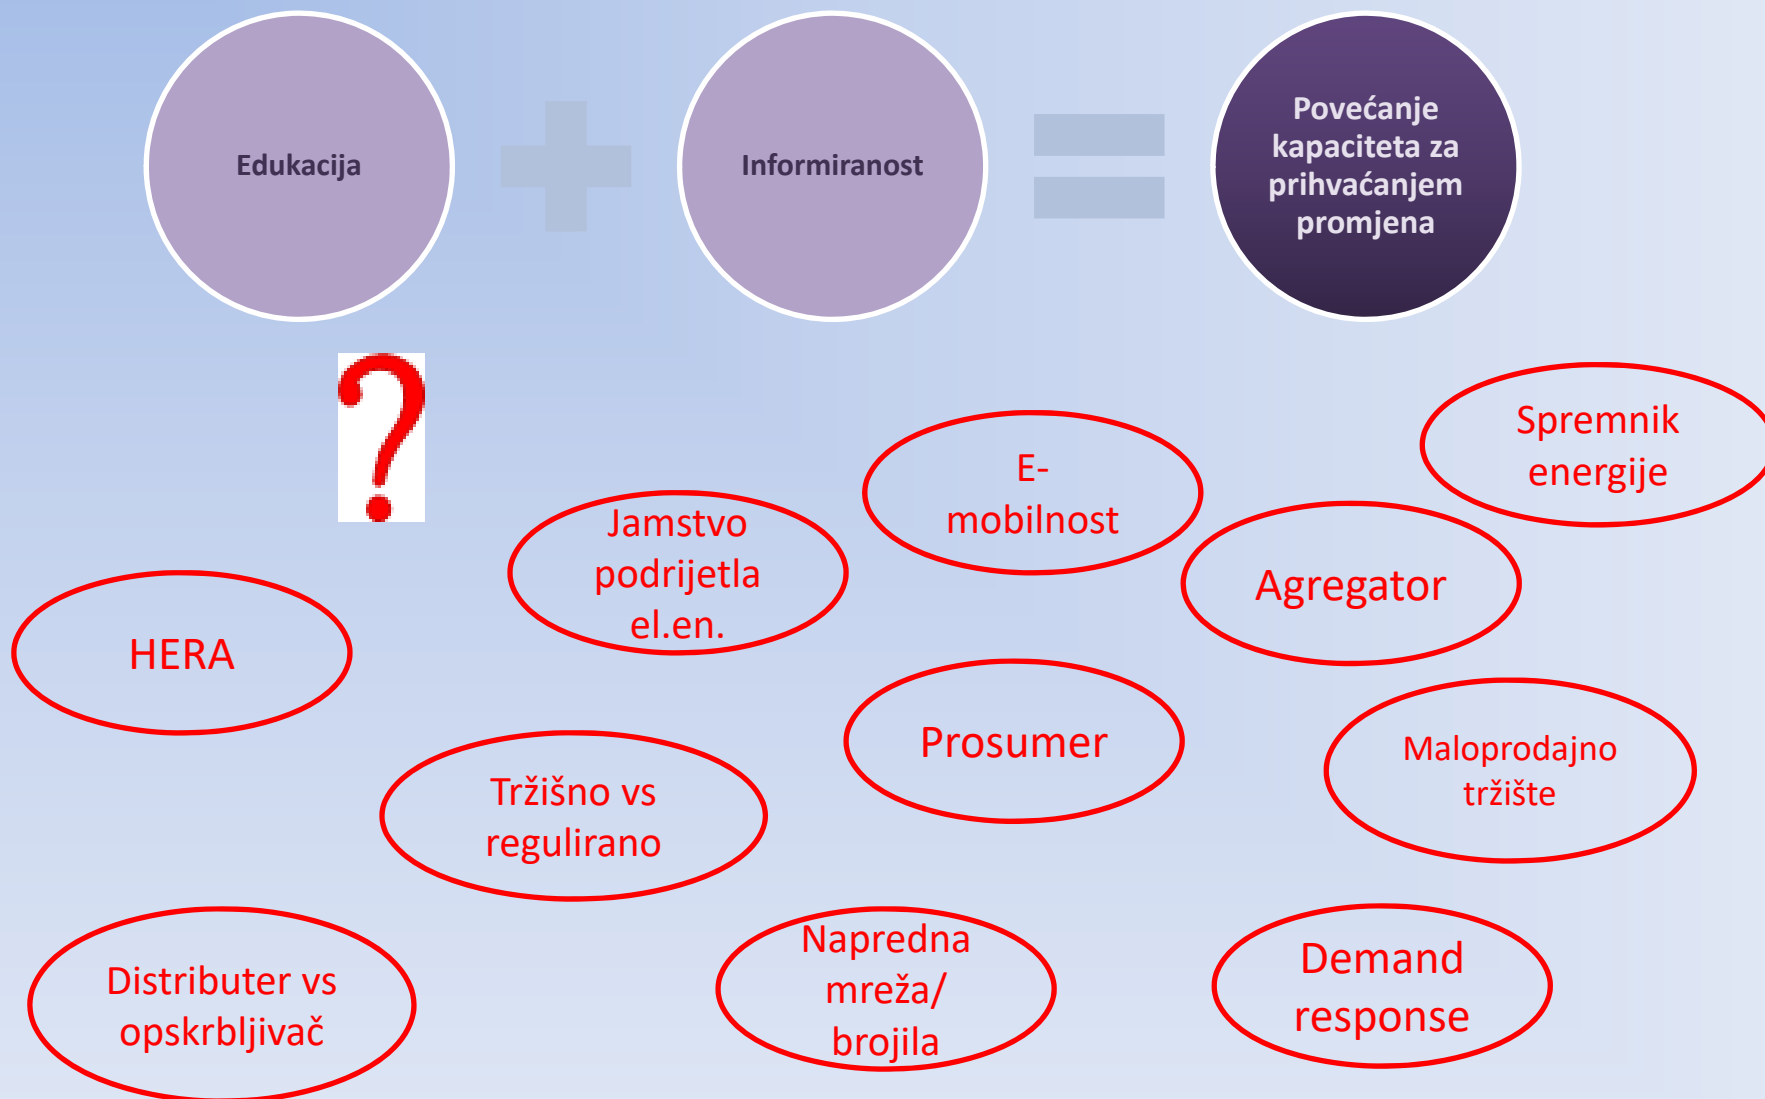 Edukacija
Informiranost
Povećanje
kapaciteta za
prihvaćanjem
promjena
?
Spremnik
energije
E-
mobilnost
Jamstvo
podrijetla
el.en.
Agregator
HERA
Prosumer
Maloprodajno
tržište
Tržišno vs
regulirano
Distributer vs
opskrbljivač
Napredna
mreža/
brojila
Demand
response